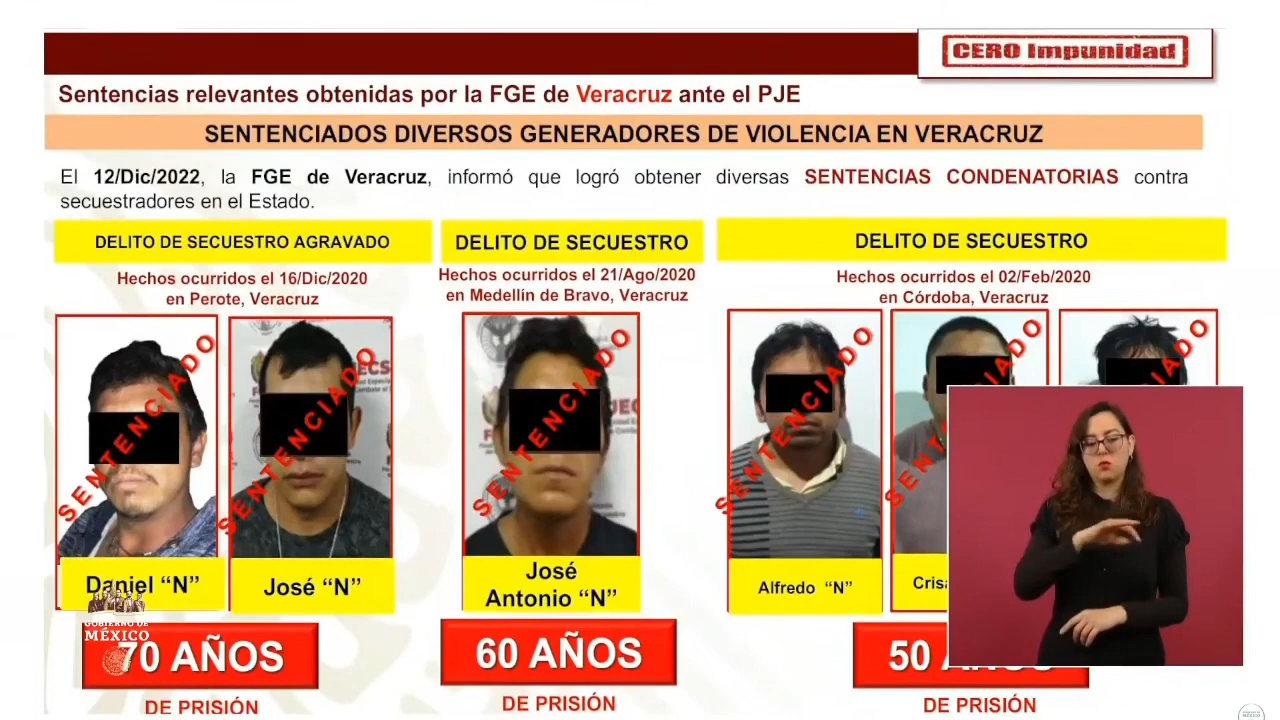 CERO Impunidad
Sentencias relevantes obtenidas por la FGE de Veracruz ante el PJE
SENTENCIADOS DIVERSOS GENERADORES DE VIOLENCIA EN VERACRUZ
El 12/Dic/2022, la FGE de Veracruz, informó que logró obtener diversas SENTENCIAS CONDENATORIAS contra
secuestradores en el Estado.
DELITO DE SECUESTRO AGRAVADO
Hechos ocurridos el 16/Dic/2020
en Perote, Veracruz
SENTENCIADO
SENTENCIADO
Daniel “N”
José “N”
70 AÑOS
DE PRISIÓN
DELITO DE SECUESTRO
Hechos ocurridos el 21/Ago/2020
en Medellín de Bravo, Veracruz
SENTENCIADO
José
Antonio “N”
60 AÑOS
DE PRISIÓN
DELITO DE SECUESTRO
Hechos ocurridos el 02/Feb/2020
en Córdoba, Veracruz
SENTENCIADO
SENTENCIADO
Alfredo “N”
50 AÑOS
DE PRISIÓN
GOBIERNO DE
MÉXICO